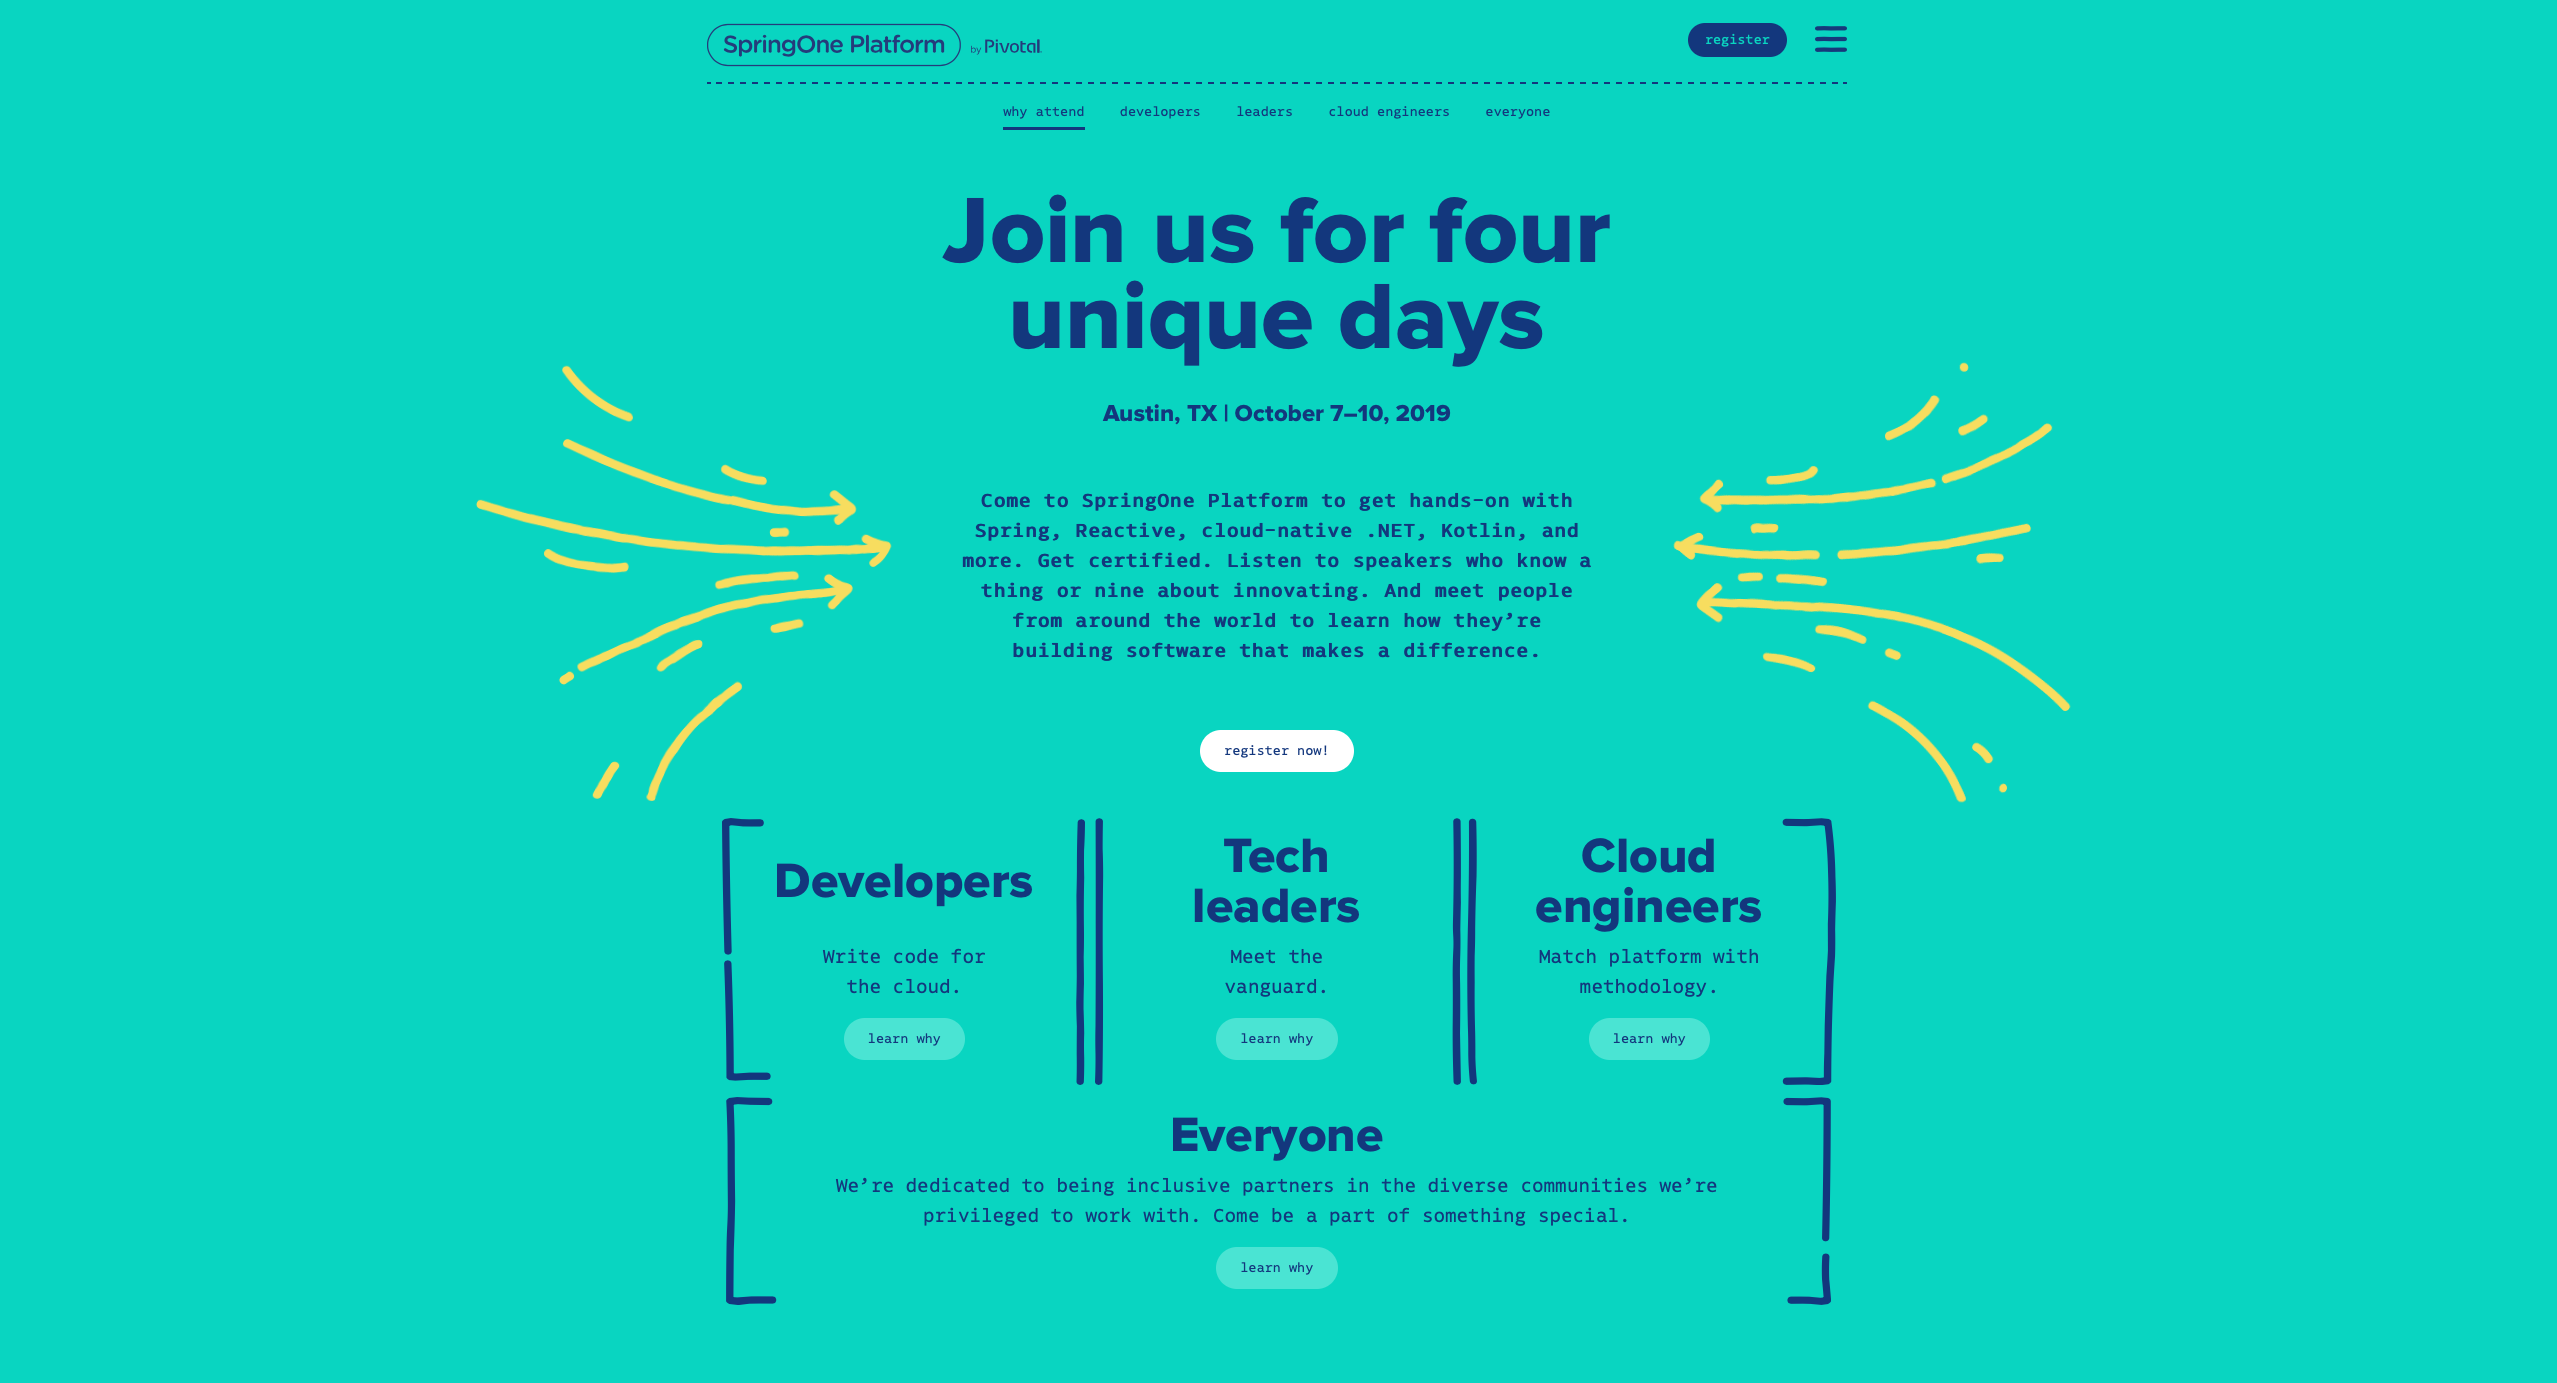 SpringOne Platform by Pivotal
register
why attend developers leaders cloud engineers everyone
Join us for four
unique days
Austin, TX | October 7–10, 2019
Come to SpringOne Platform to get hands-on with
Spring, Reactive, cloud-native .NET, Kotlin, and
more. Get certified. Listen to speakers who know a
thing or nine about innovating. And meet people
from around the world to learn how they’re
building software that makes a difference.
register now!
Developers
Write code for
the cloud.
learn why
Tech
leaders
Meet the
vanguard.
learn why
Cloud
engineers
Match platform with
methodology.
learn why
Everyone
We’re dedicated to being inclusive partners in the diverse communities we’re
privileged to work with. Come be a part of something special.
learn why